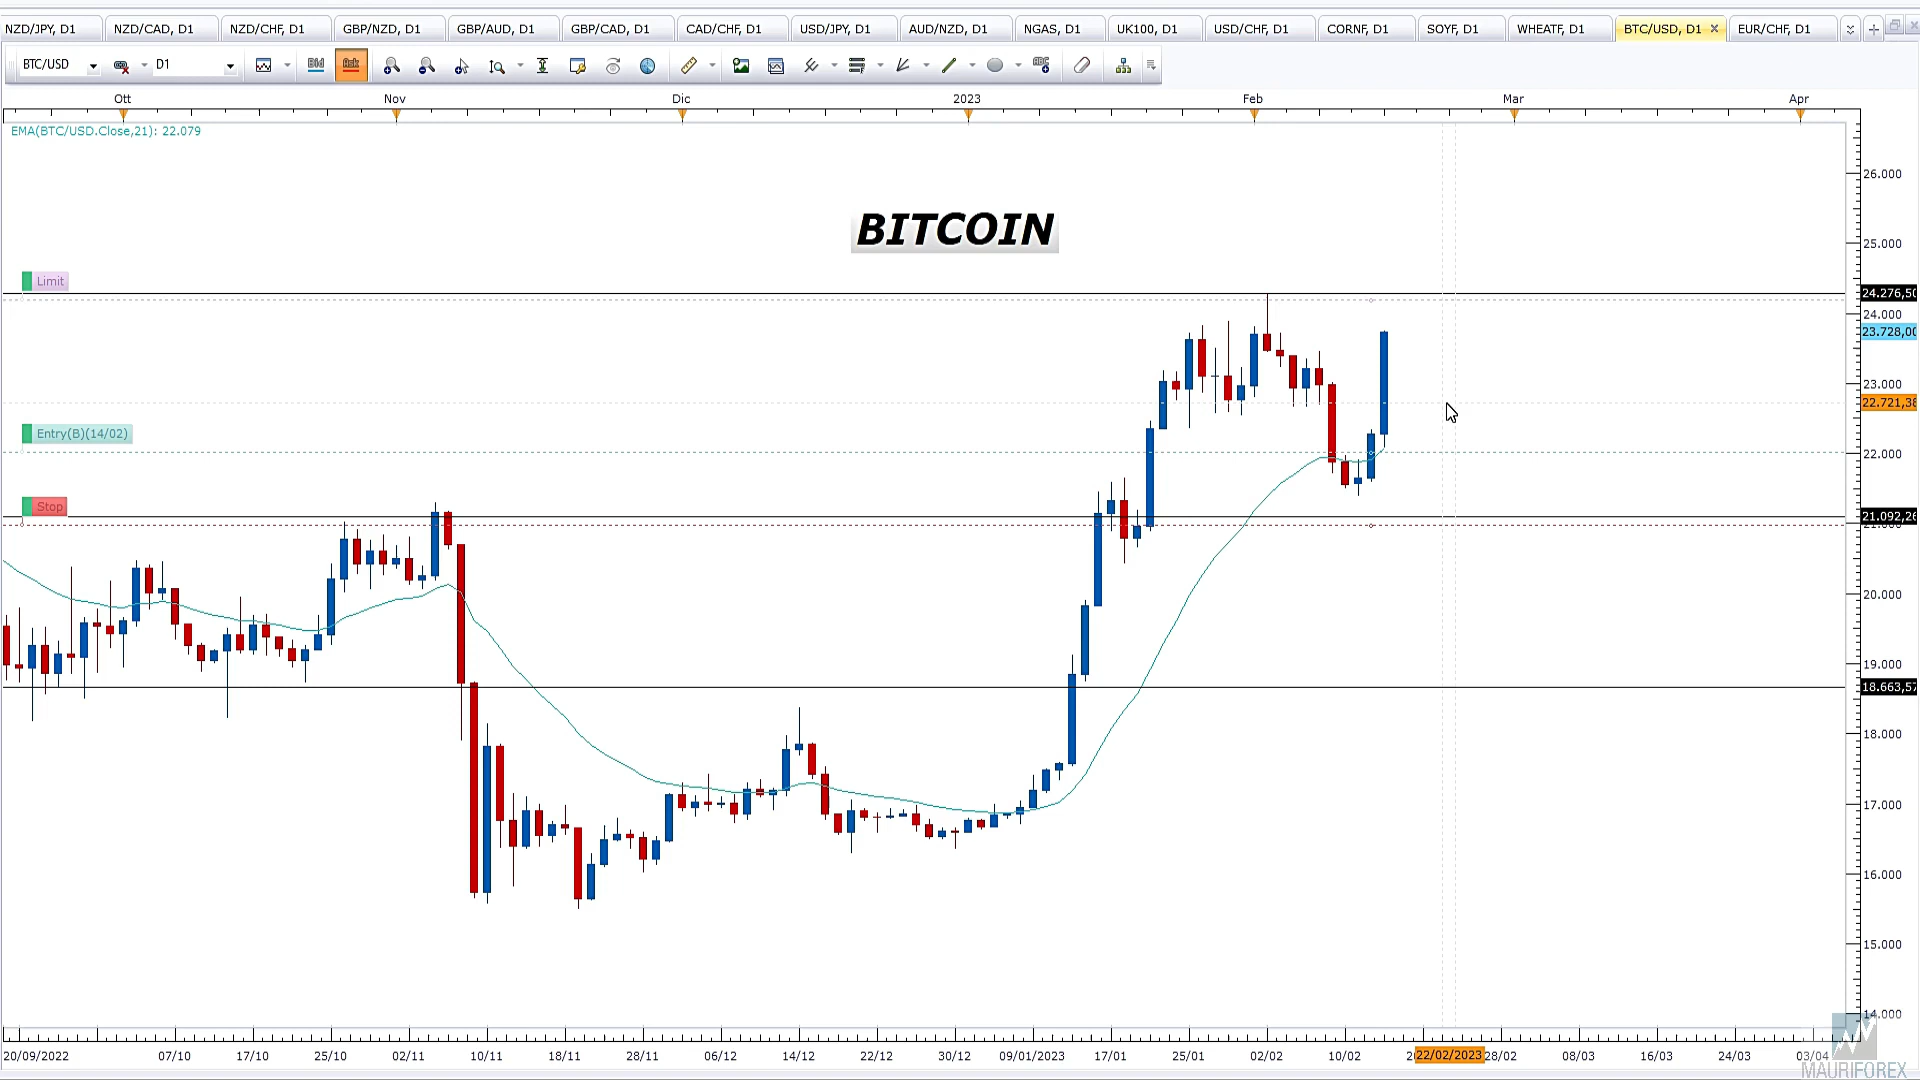 NZD/JPY, D1 NZD/CAD, D1 NZD/CHF, D1 GBP/NZD, D1 GBP/AUD, D1 GBP/CAD, D1 CAD/CHF, D1 USD/JPY, D1 AUD/NZD, D1 NGAS, D1 UK100, D1 USD/CHF, D1 CORNF, D1 SOYF, D1 WHEATF, D1 BTC/USD, D1 EUR/CHF, D1
BTC/USD D1 Bid Ask ABC
Ott Nov Dic 2023 Feb Mar Apr
EMA(BTC/USD.Close,21): 22.079
26.000
BITCOIN
25.000
Limit
24.276,50
24.000
23.728,00
23.000
22.721,38
Entry(B)(14/02)
22.000
Stop
21.092,26
21.000
20.000
19.000
18.663,57
18.000
17.000
16.000
15.000
14.000
20/09/2022 07/10 17/10 25/10 02/11 10/11 18/11 28/11 06/12 14/12 22/12 30/12 09/01/2023 17/01 25/01 02/02 10/02 22/02/2023 28/02 08/03 16/03 24/03 03/04
MAURIFOREX